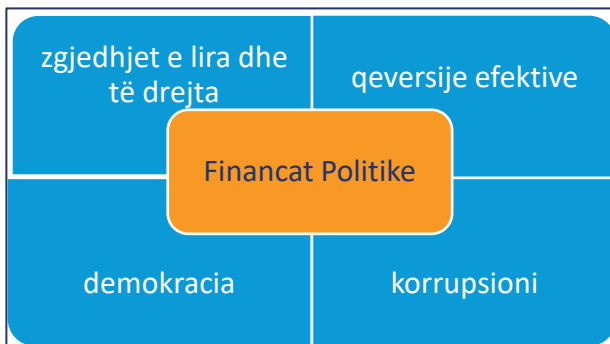 zgjedhjet e lira dhe
të drejta
qeversije efektive
Financat Politike
demokracia
korrupsioni